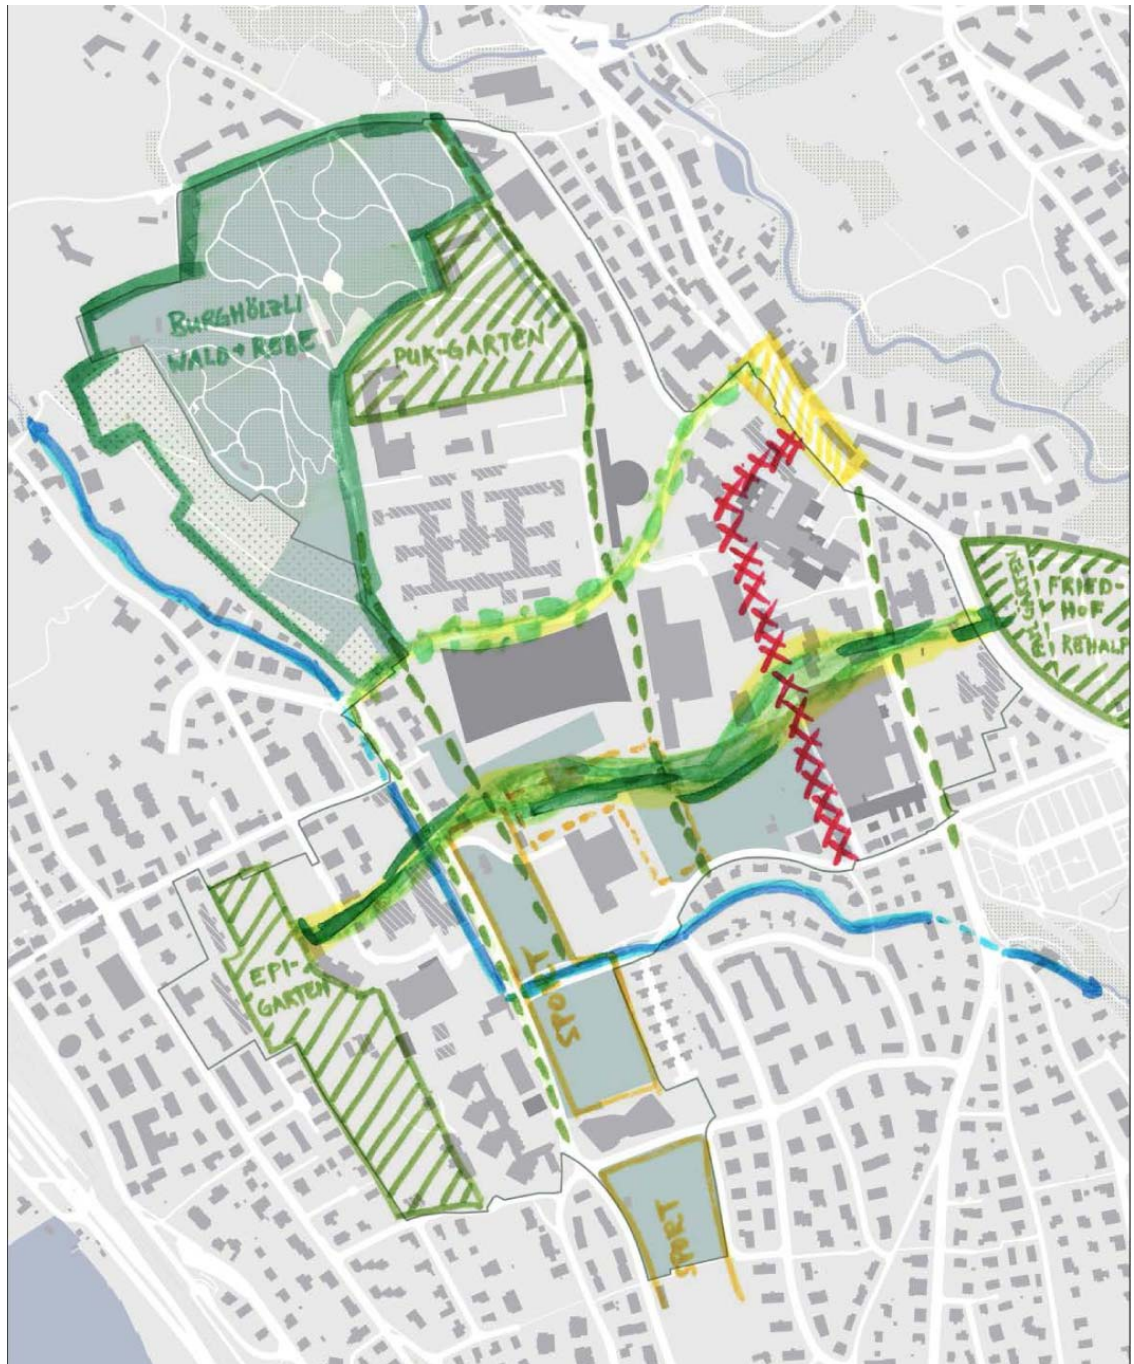 BURGHÖLZLI
WALD + REBE
PUK-GARTEN
FRIED-
HOF
REHALP
EPI-
GARTEN
SPORT
SPORT